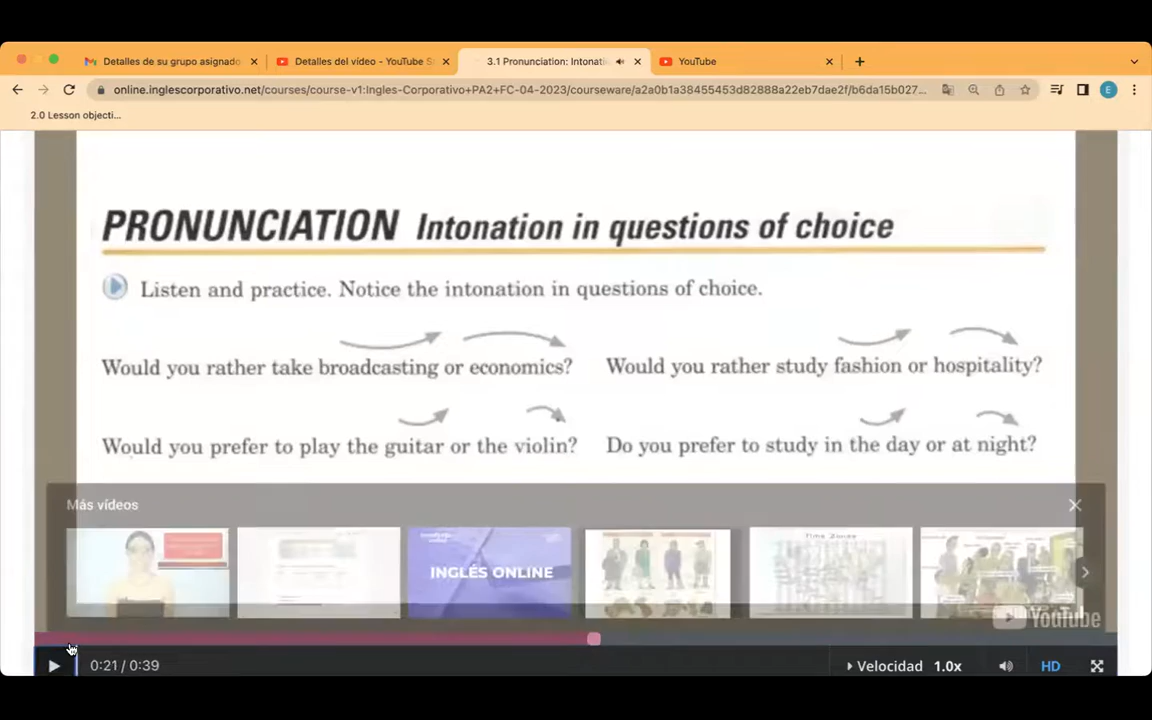 Detalles de su grupo asignado
Detalles del vídeo - YouTube S
3.1 Pronunciation: Intonati
YouTube
online.inglescorporativo.net/courses/course-v1:Ingles-Corporativo+PA2+FC-04-2023/courseware/a2a0b1a38455453d82888a22eb7dae2f/b6da15b027...
E
2.0 Lesson objecti...
PRONUNCIATION Intonation in questions of choice
Listen and practice. Notice the intonation in questions of choice.
Would you rather take broadcasting or economics?
Would you rather study fashion or hospitality?
Would you prefer to play the guitar or the violin?
Do you prefer to study in the day or at night?
Más vídeos
INGLÉS ONLINE
Time Zones
YouTube
0:21 / 0:39
Velocidad 1.0x
HD